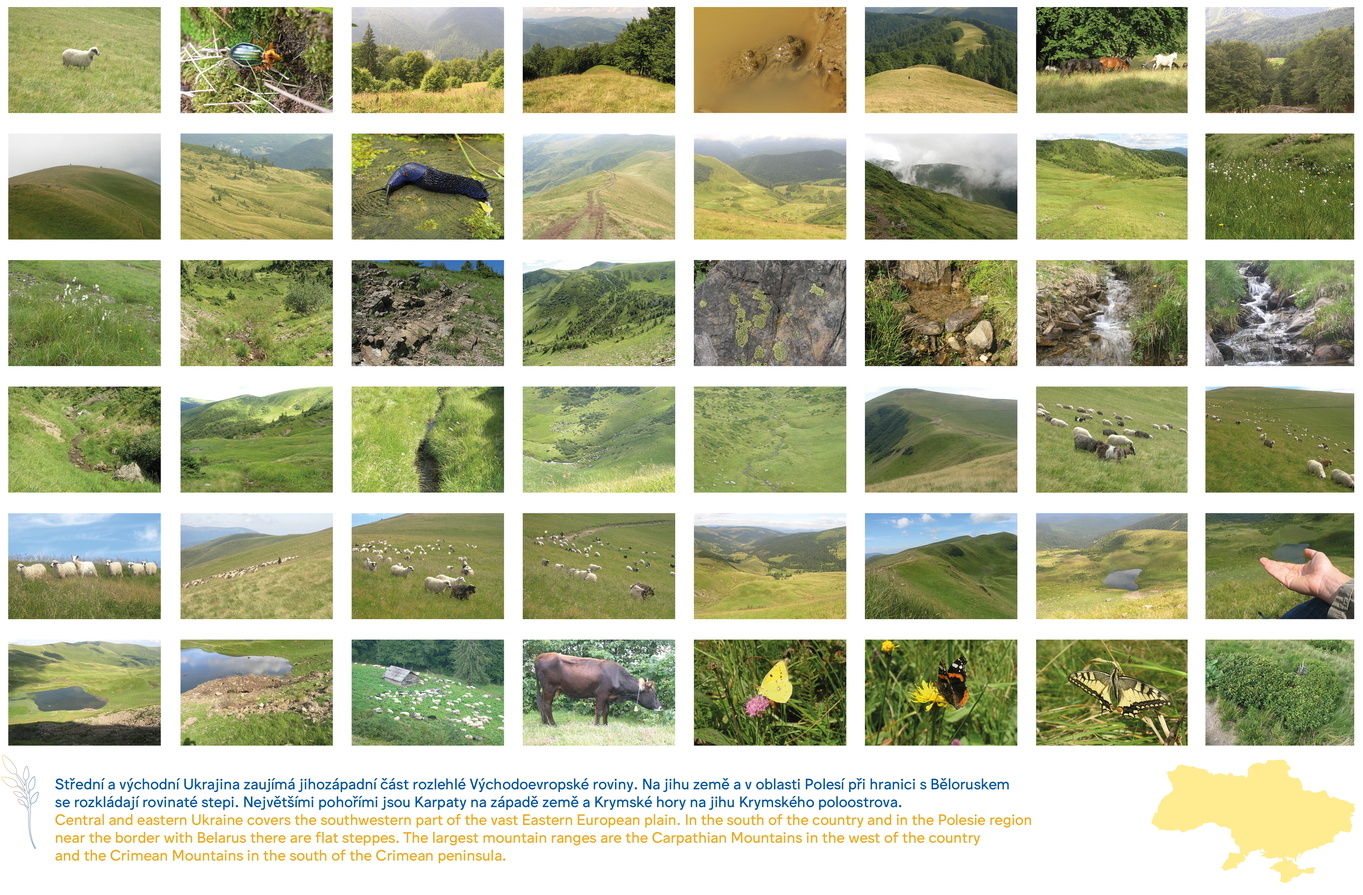 Střední a východní Ukrajina zaujímá jihozápadní část rozlehlé Východoevropské roviny. Na jihu země a v oblasti Polesí při hranici s Běloruskem
se rozkládají rovinaté stepi. Největšími pohořími jsou Karpaty na západě země a Krymské hory na jihu Krymského poloostrova.
Central and eastern Ukraine covers the southwestern part of the vast Eastern European plain. In the south of the country and in the Polesie region
near the border with Belarus there are flat steppes. The largest mountain ranges are the Carpathian Mountains in the west of the country
and the Crimean Mountains in the south of the Crimean peninsula.